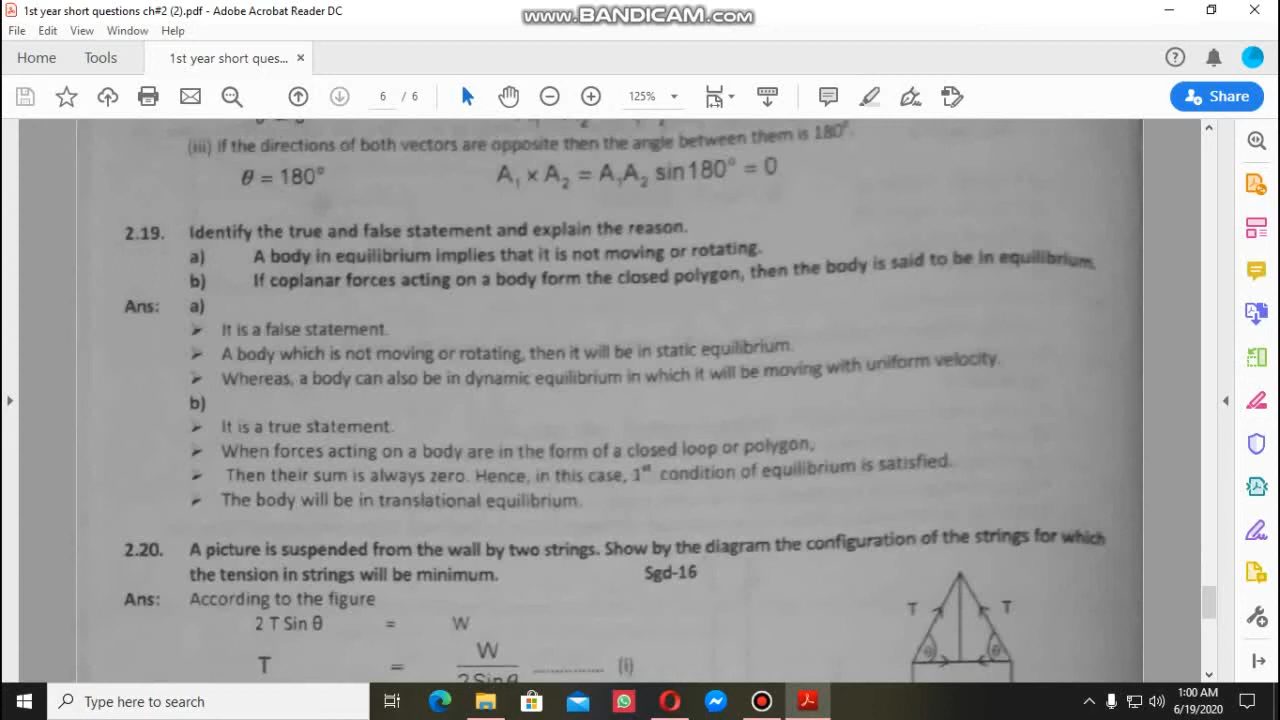 1st year short questions ch#2 (2).pdf - Adobe Acrobat Reader DC
www.BANDICAM.com
File Edit View Window Help
Home Tools 1st year short ques... ×
6 / 6 125% Share
(iii) If the directions of both vectors are opposite then the angle between them is 180°.
θ = 180° A₁ × A₂ = A₁A₂ sin180° = 0
2.19. Identify the true and false statement and explain the reason.
a) A body in equilibrium implies that it is not moving or rotating.
b) If coplanar forces acting on a body form the closed polygon, then the body is said to be in equilibrium.
Ans: a)
➢ It is a false statement.
➢ A body which is not moving or rotating, then it will be in static equilibrium.
➢ Whereas, a body can also be in dynamic equilibrium in which it will be moving with uniform velocity.
b)
➢ It is a true statement.
➢ When forces acting on a body are in the form of a closed loop or polygon,
➢ Then their sum is always zero. Hence, in this case, 1st condition of equilibrium is satisfied.
➢ The body will be in translational equilibrium.
2.20. A picture is suspended from the wall by two strings. Show by the diagram the configuration of the strings for which
the tension in strings will be minimum. Sgd-16
Ans: According to the figure
2 T Sin θ = W
T = W
2Sinθ ............ (i)
T T
θ θ
Type here to search
1:00 AM
6/19/2020